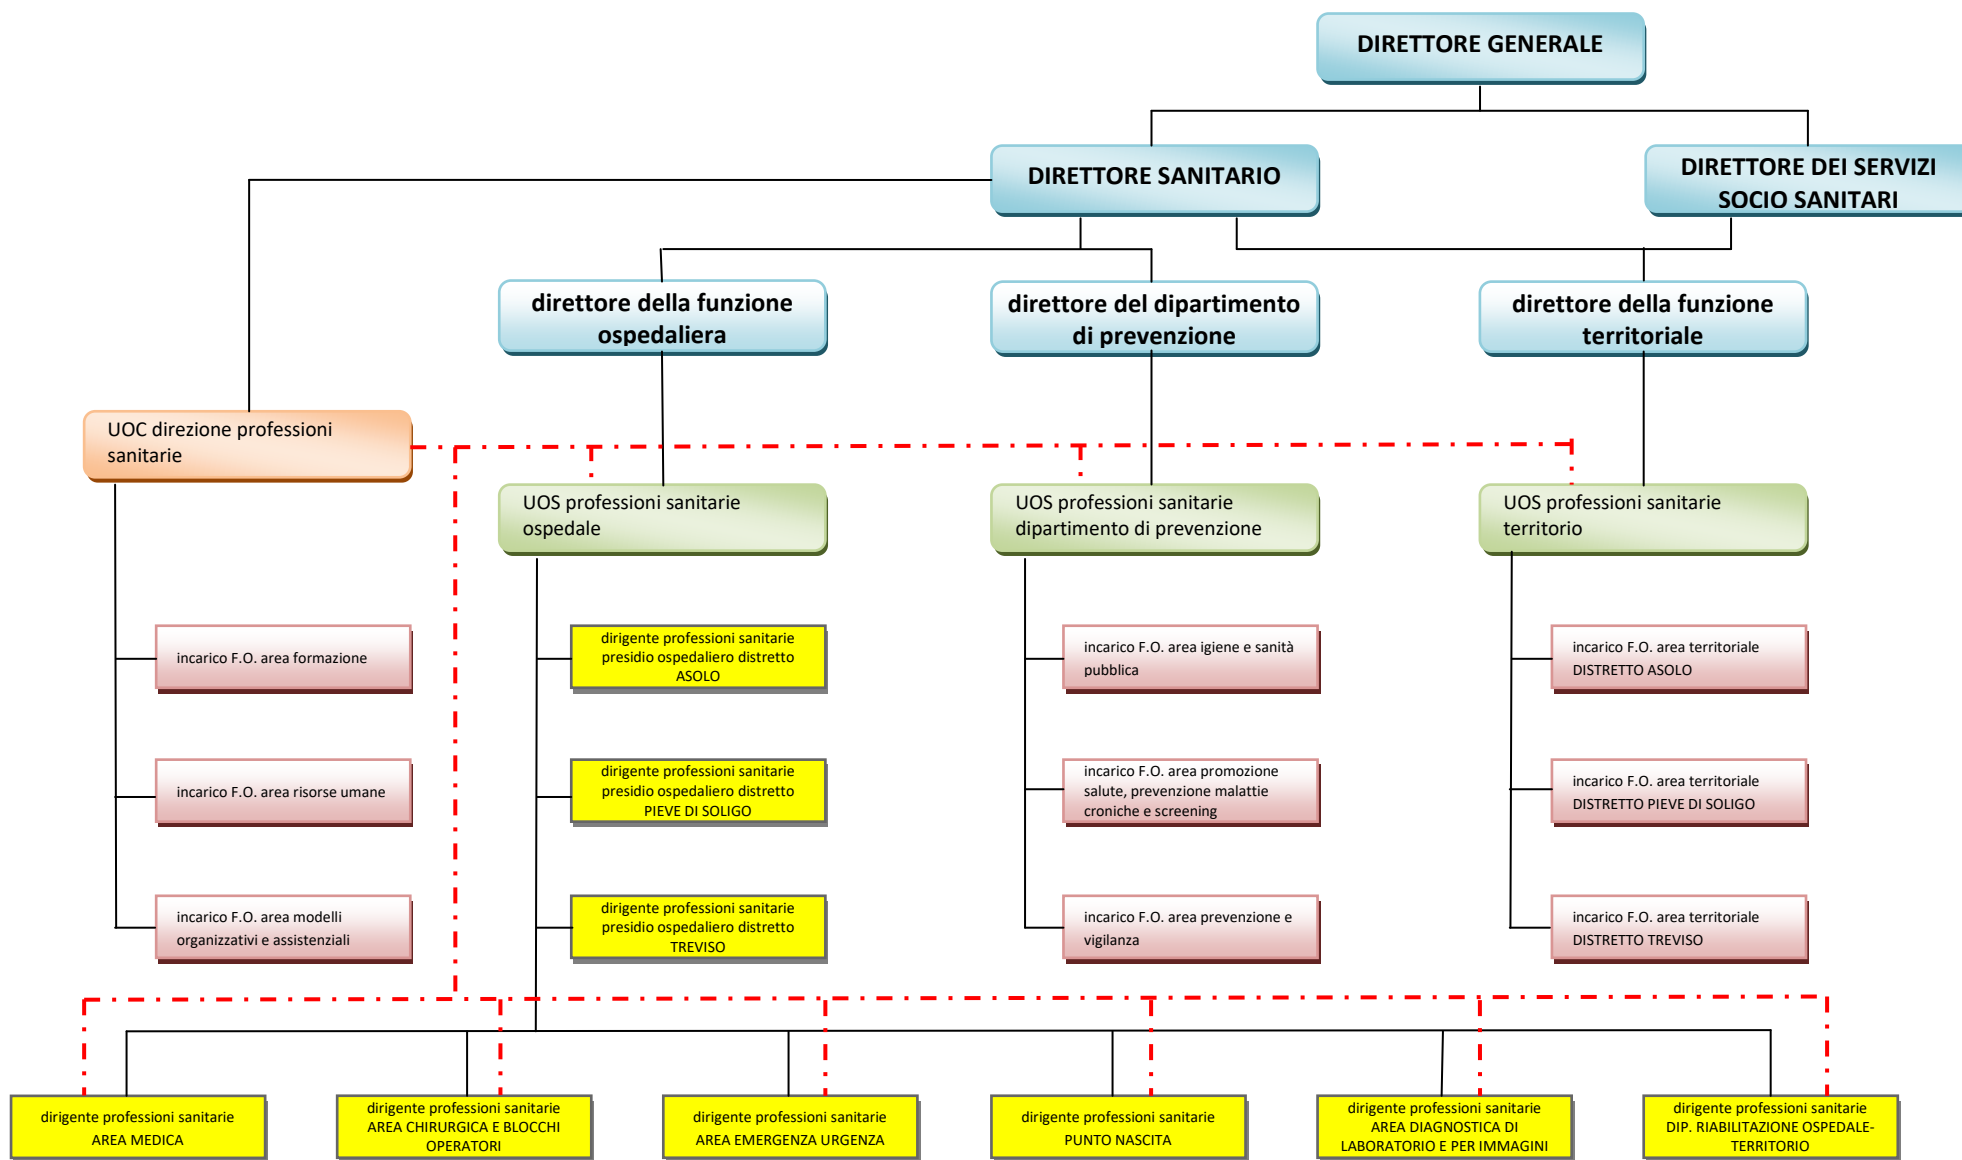 DIRETTORE GENERALE
DIRETTORE SANITARIO
DIRETTORE DEI SERVIZI
SOCIO SANITARI
direttore della funzione
ospedaliera
direttore del dipartimento
di prevenzione
direttore della funzione
territoriale
UOC direzione professioni
sanitarie
UOS professioni sanitarie
ospedale
UOS professioni sanitarie
dipartimento di prevenzione
UOS professioni sanitarie
territorio
incarico F.O. area formazione
dirigente professioni sanitarie
presidio ospedaliero distretto
ASOLO
incarico F.O. area igiene e sanità
pubblica
incarico F.O. area territoriale
DISTRETTO ASOLO
incarico F.O. area risorse umane
dirigente professioni sanitarie
presidio ospedaliero distretto
PIEVE DI SOLIGO
incarico F.O. area promozione
salute, prevenzione malattie
croniche e screening
incarico F.O. area territoriale
DISTRETTO PIEVE DI SOLIGO
incarico F.O. area modelli
organizzativi e assistenziali
dirigente professioni sanitarie
presidio ospedaliero distretto
TREVISO
incarico F.O. area prevenzione e
vigilanza
incarico F.O. area territoriale
DISTRETTO TREVISO
dirigente professioni sanitarie
AREA MEDICA
dirigente professioni sanitarie
AREA CHIRURGICA E BLOCCHI
OPERATORI
dirigente professioni sanitarie
AREA EMERGENZA URGENZA
dirigente professioni sanitarie
PUNTO NASCITA
dirigente professioni sanitarie
AREA DIAGNOSTICA DI
LABORATORIO E PER IMMAGINI
dirigente professioni sanitarie
DIP. RIABILITAZIONE OSPEDALE-
TERRITORIO